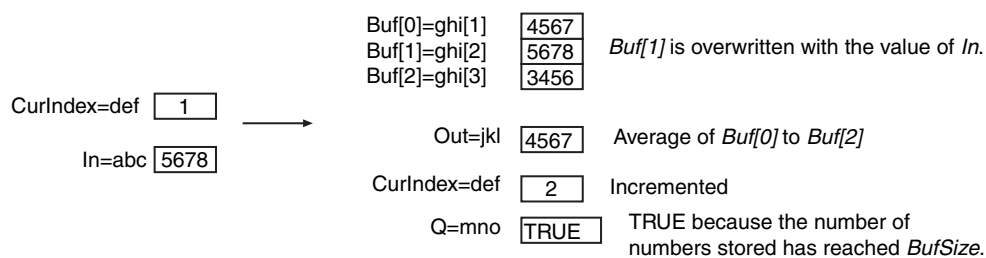 Buf[0]=ghi[1] 4567
Buf[1]=ghi[2] 5678 Buf[1] is overwritten with the value of In.
Buf[2]=ghi[3] 3456
CurIndex=def 1
In=abc 5678
Out=jkl 4567 Average of Buf[0] to Buf[2]
CurIndex=def 2 Incremented
Q=mno TRUE TRUE because the number of
numbers stored has reached BufSize.